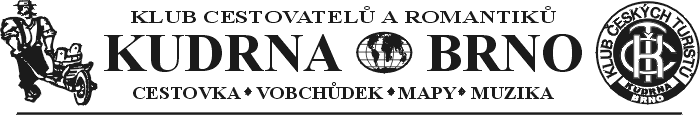 KLUB CESTOVATELŮ A ROMANTIKŮ
KUDRNA BRNO
CESTOVKA♦VOBCHŮDEK♦MAPY♦MUZIKA
KLUB ČESKÝCH TURISTŮ
KČT
KUDRNA
BRNO